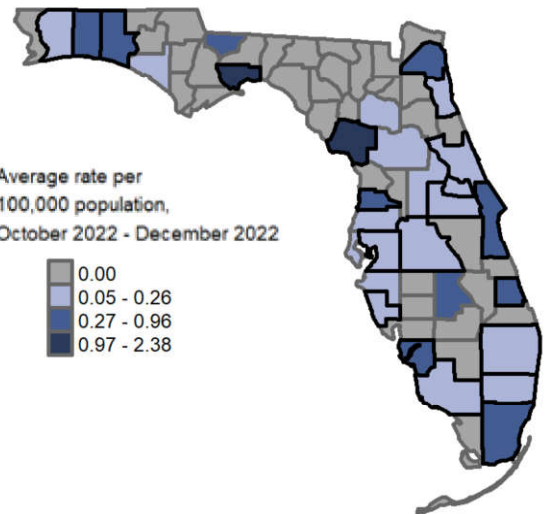 Average rate per
100,000 population,
October 2022 - December 2022
0.00
0.05 - 0.26
0.27 - 0.96
0.97 - 2.38